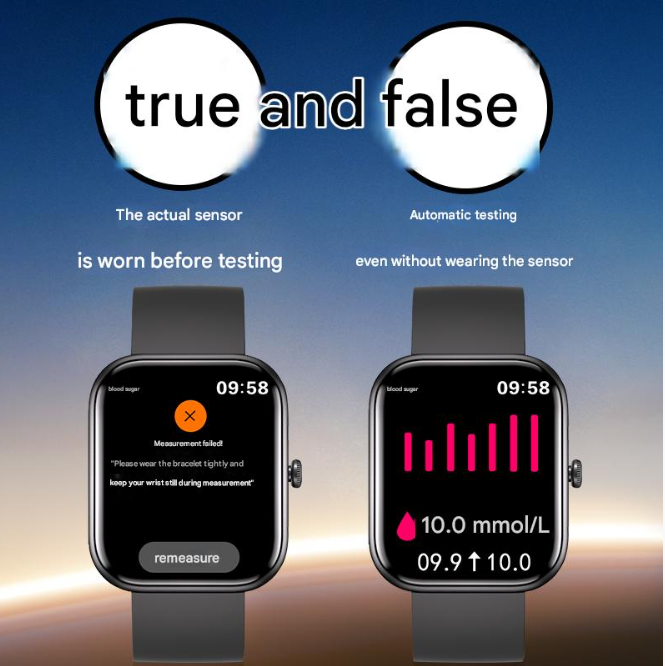 true and false
The actual sensor
is worn before testing
Automatic testing
even without wearing the sensor
blood sugar
09:58
Measurement failed!
"Please wear the bracelet tightly and
keep your wrist still during measurement"
remeasure
blood sugar
09:58
10.0 mmol/L
09.9↑10.0